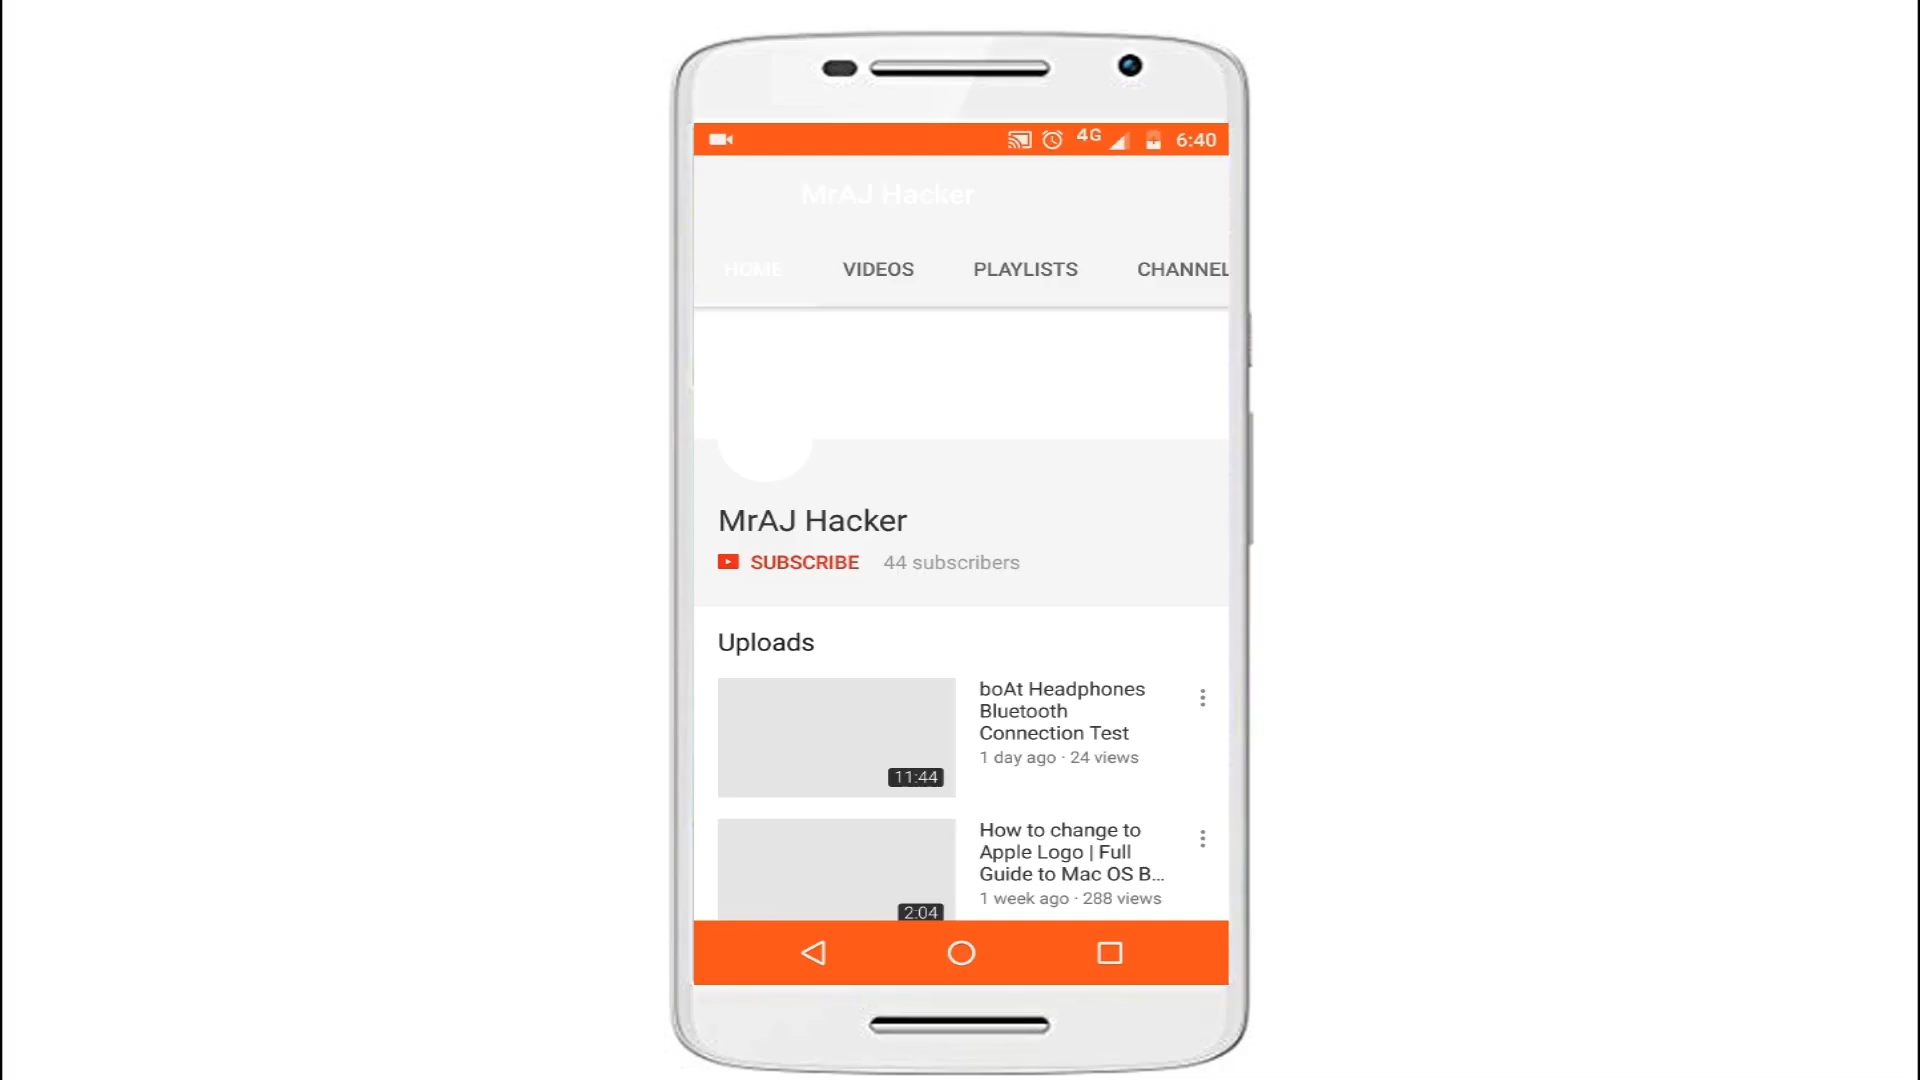 4G 6:40
MrAJ Hacker
HOME VIDEOS PLAYLISTS CHANNEL
MrAJ Hacker
SUBSCRIBE 44 subscribers
Uploads
boAt Headphones
Bluetooth
Connection Test
1 day ago · 24 views
11:44
How to change to
Apple Logo | Full
Guide to Mac OS B...
1 week ago · 288 views
2:04